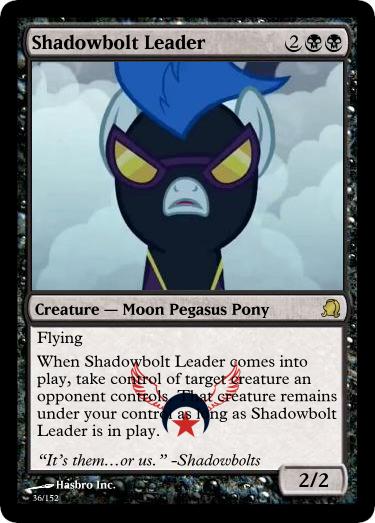 Shadowbolt Leader 2
Creature — Moon Pegasus Pony
Flying
When Shadowbolt Leader comes into
play, take control of target creature an
opponent controls. That creature remains
under your control as long as Shadowbolt
Leader is in play.
“It's them…or us.” -Shadowbolts
2/2
Hasbro Inc.
36/152